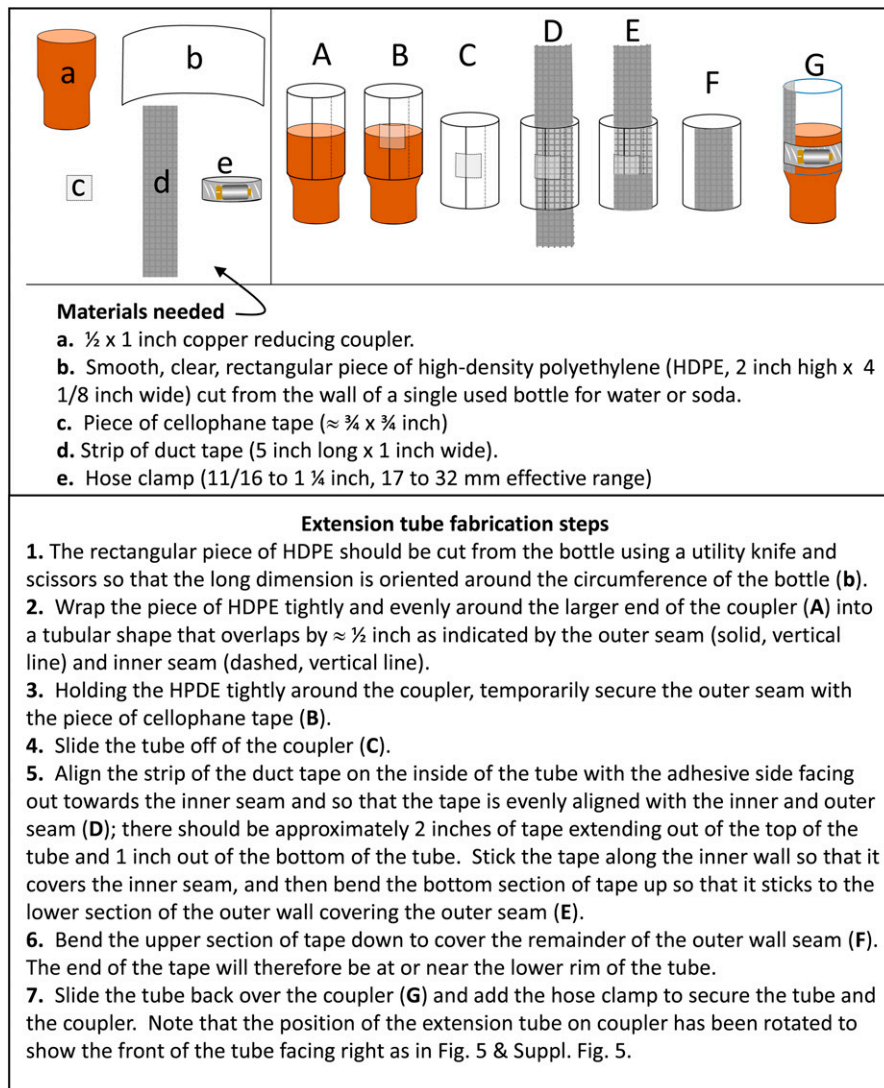 a
b
c
d
e
A
B
C
D
E
F
G
Materials needed
a. ½ x 1 inch copper reducing coupler.
b. Smooth, clear, rectangular piece of high-density polyethylene (HDPE, 2 inch high x 4
1/8 inch wide) cut from the wall of a single used bottle for water or soda.
c. Piece of cellophane tape (≈ ¾ x ¾ inch)
d. Strip of duct tape (5 inch long x 1 inch wide).
e. Hose clamp (11/16 to 1 ¼ inch, 17 to 32 mm effective range)
Extension tube fabrication steps
1. The rectangular piece of HDPE should be cut from the bottle using a utility knife and
scissors so that the long dimension is oriented around the circumference of the bottle (b).
2. Wrap the piece of HDPE tightly and evenly around the larger end of the coupler (A) into
a tubular shape that overlaps by ≈ ½ inch as indicated by the outer seam (solid, vertical
line) and inner seam (dashed, vertical line).
3. Holding the HPDE tightly around the coupler, temporarily secure the outer seam with
the piece of cellophane tape (B).
4. Slide the tube off of the coupler (C).
5. Align the strip of the duct tape on the inside of the tube with the adhesive side facing
out towards the inner seam and so that the tape is evenly aligned with the inner and outer
seam (D); there should be approximately 2 inches of tape extending out of the top of the
tube and 1 inch out of the bottom of the tube. Stick the tape along the inner wall so that it
covers the inner seam, and then bend the bottom section of tape up so that it sticks to the
lower section of the outer wall covering the outer seam (E).
6. Bend the upper section of tape down to cover the remainder of the outer wall seam (F).
The end of the tape will therefore be at or near the lower rim of the tube.
7. Slide the tube back over the coupler (G) and add the hose clamp to secure the tube and
the coupler. Note that the position of the extension tube on coupler has been rotated to
show the front of the tube facing right as in Fig. 5 & Suppl. Fig. 5.